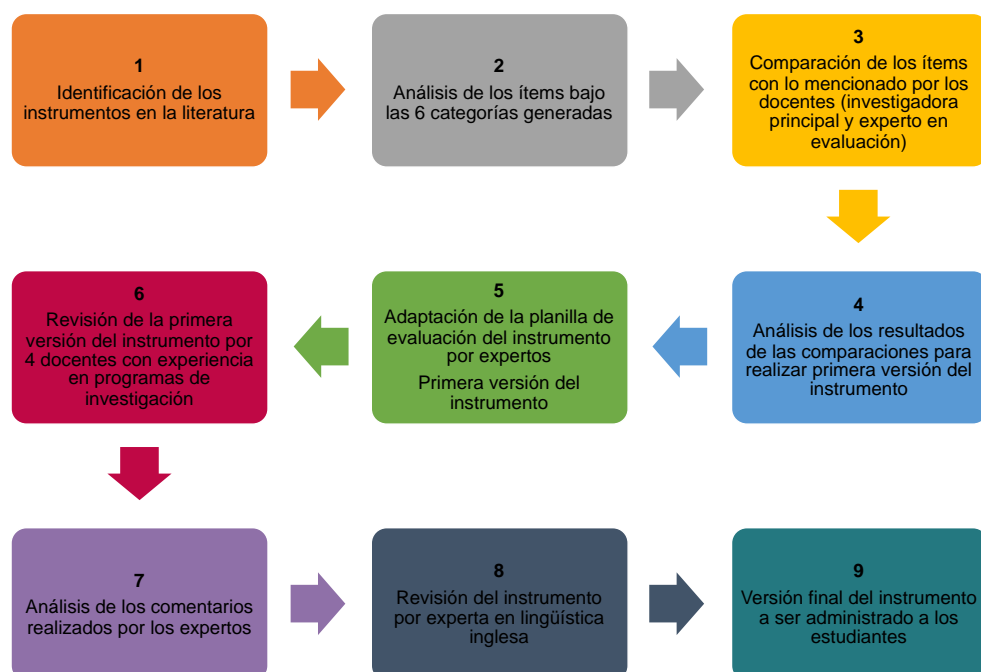 1
Identificación de los
instrumentos en la literatura
2
Análisis de los ítems bajo
las 6 categorías generadas
3
Comparación de los ítems
con lo mencionado por los
docentes (investigadora
principal y experto en
evaluación)
4
Análisis de los resultados
de las comparaciones para
realizar primera versión del
instrumento
5
Adaptación de la planilla de
evaluación del instrumento
por expertos
Primera versión del
instrumento
6
Revisión de la primera
versión del instrumento por
4 docentes con experiencia
en programas de
investigación
7
Análisis de los comentarios
realizados por los expertos
8
Revisión del instrumento
por experta en lingüística
inglesa
9
Versión final del instrumento
a ser administrado a los
estudiantes